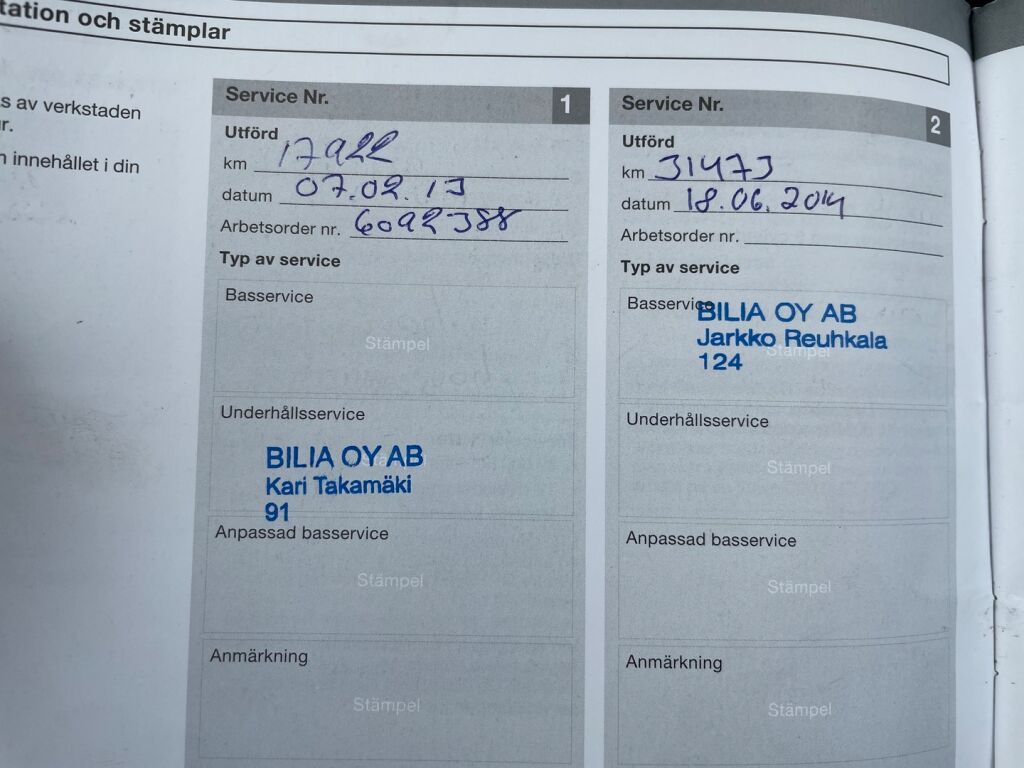 tation och stämplar
s av verkstaden
r.
innehållet i din
Service Nr. 1
Utförd
km 17922
datum 07.02.13
Arbetsorder nr. 6092388
Typ av service
Basservice
Stämpel
Underhållsservice
BILIA OY AB
Kari Takamäki
91
Anpassad basservice
Stämpel
Anmärkning
Stämpel
Service Nr. 2
Utförd
km 31473
datum 18.06.2014
Arbetsorder nr.
Typ av service
Basservice
BILIA OY AB
Jarkko Reuhkala
Stämpel
124
Underhållsservice
Stämpel
Anpassad basservice
Stämpel
Anmärkning
Stämpel